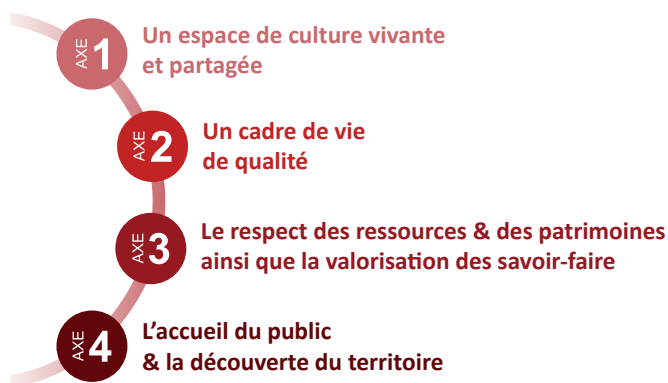 AXE 1
Un espace de culture vivante
et partagée
AXE 2
Un cadre de vie
de qualité
AXE 3
Le respect des ressources & des patrimoines
ainsi que la valorisation des savoir-faire
AXE 4
L’accueil du public
& la découverte du territoire